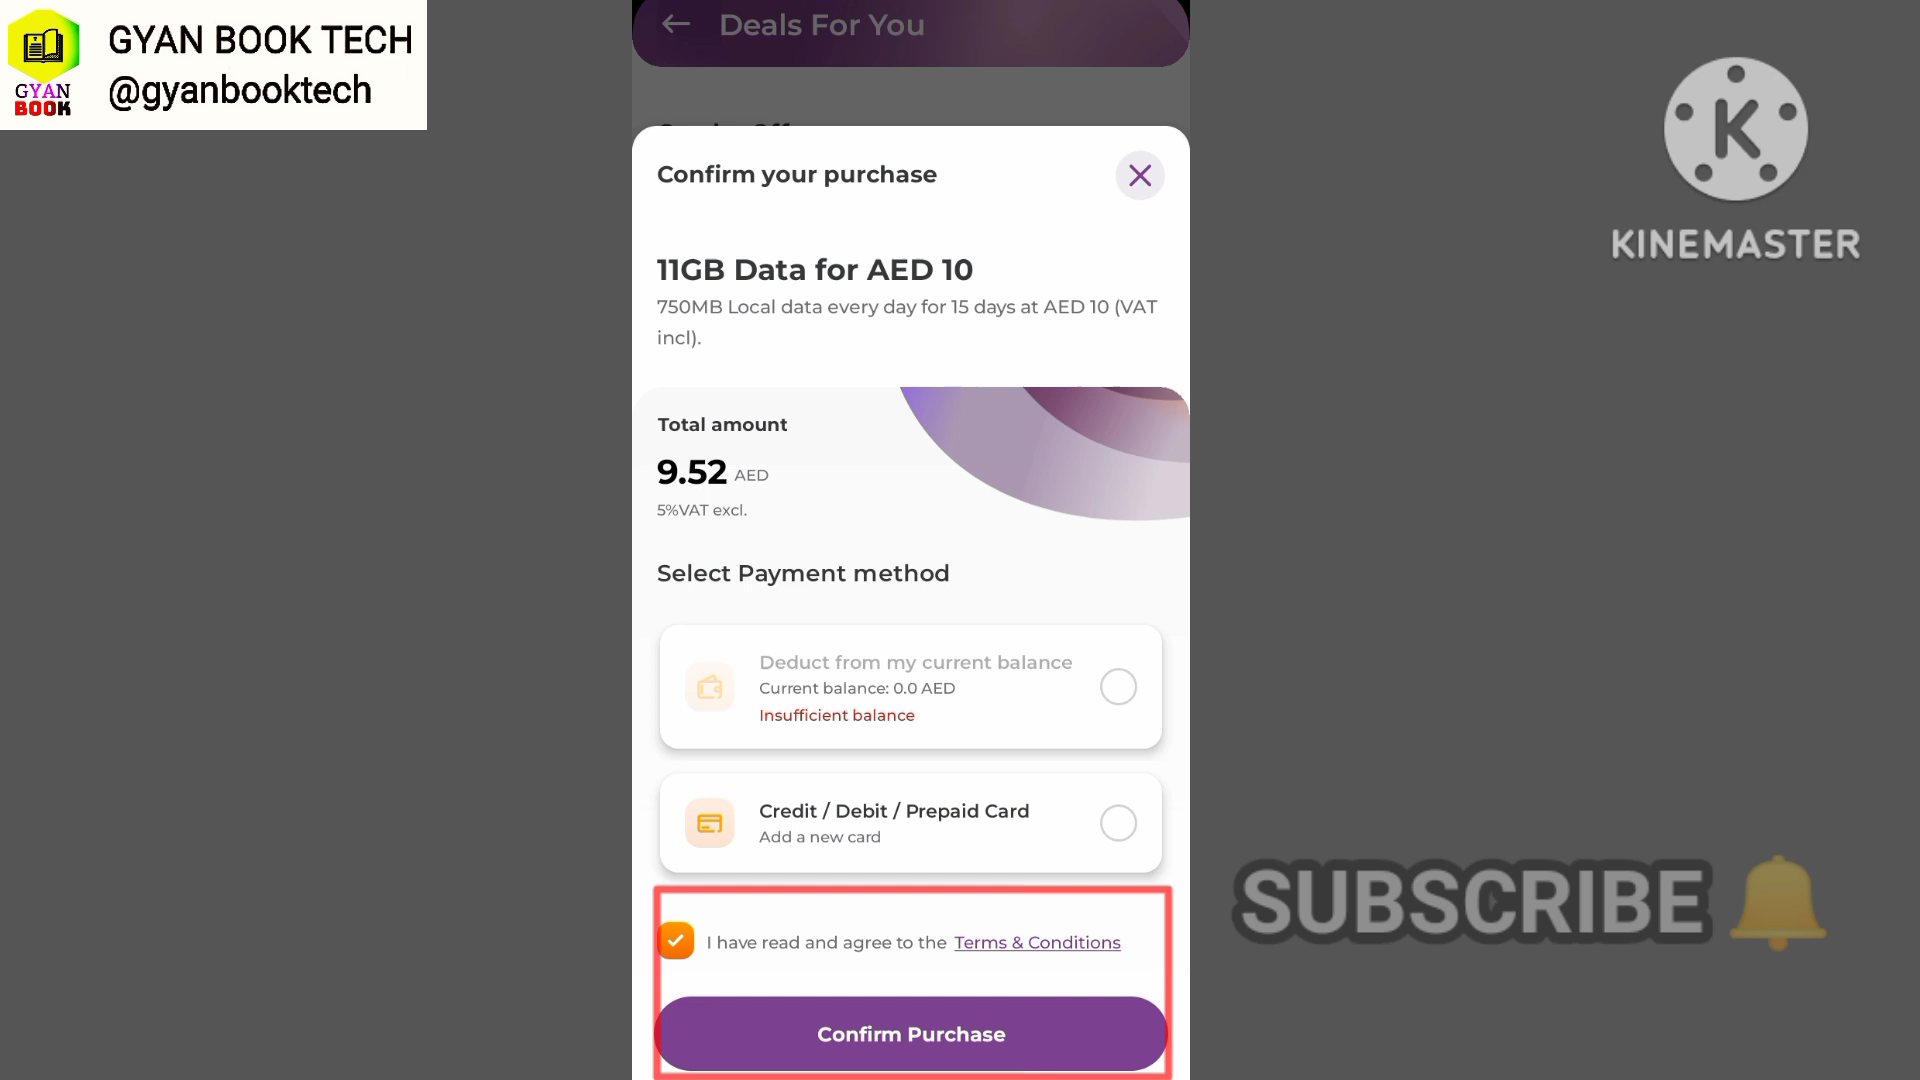 GYAN BOOK TECH
@gyanbooktech
GYAN
BOOK
Deals For You
Confirm your purchase
11GB Data for AED 10
750MB Local data every day for 15 days at AED 10 (VAT
incl).
Total amount
9.52 AED
5%VAT excl.
Select Payment method
Deduct from my current balance
Current balance: 0.0 AED
Insufficient balance
Credit / Debit / Prepaid Card
Add a new card
I have read and agree to the Terms & Conditions
Confirm Purchase
K
KINEMASTER
SUBSCRIBE